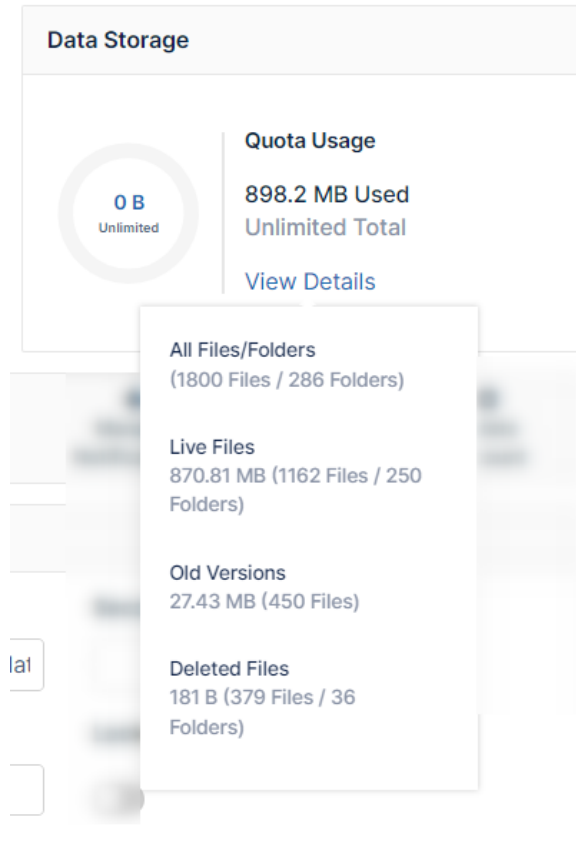 Data Storage
Quota Usage
0 B
Unlimited
898.2 MB Used
Unlimited Total
View Details
All Files/Folders
(1800 Files / 286 Folders)
Live Files
870.81 MB (1162 Files / 250
Folders)
Old Versions
27.43 MB (450 Files)
Deleted Files
181 B (379 Files / 36
Folders)